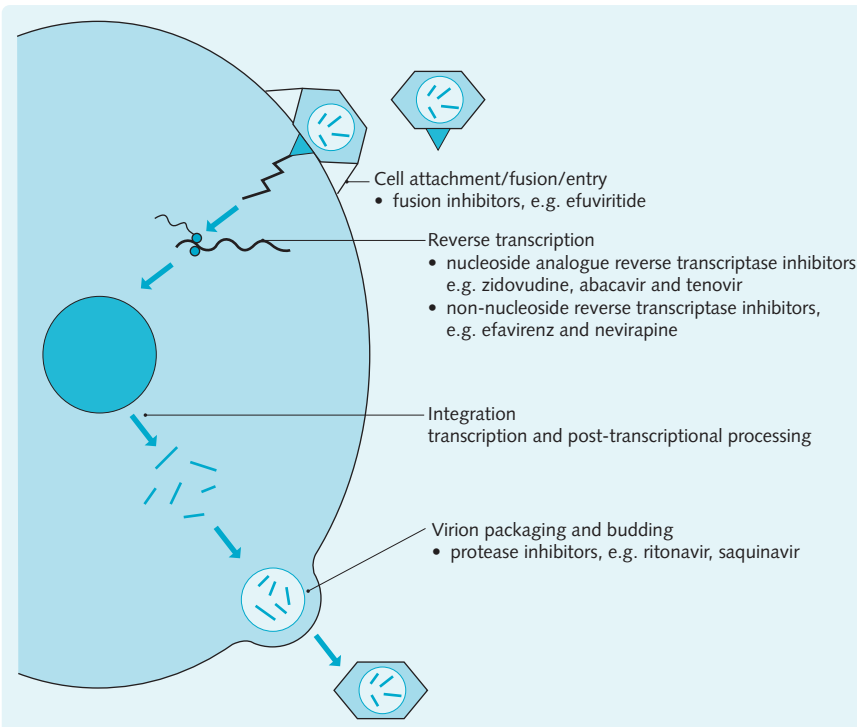 Cell attachment/fusion/entry
• fusion inhibitors, e.g. efuviritide
Reverse transcription
• nucleoside analogue reverse transcriptase inhibitors
e.g. zidovudine, abacavir and tenovir
• non-nucleoside reverse transcriptase inhibitors,
e.g. efavirenz and nevirapine
Integration
transcription and post-transcriptional processing
Virion packaging and budding
• protease inhibitors, e.g. ritonavir, saquinavir